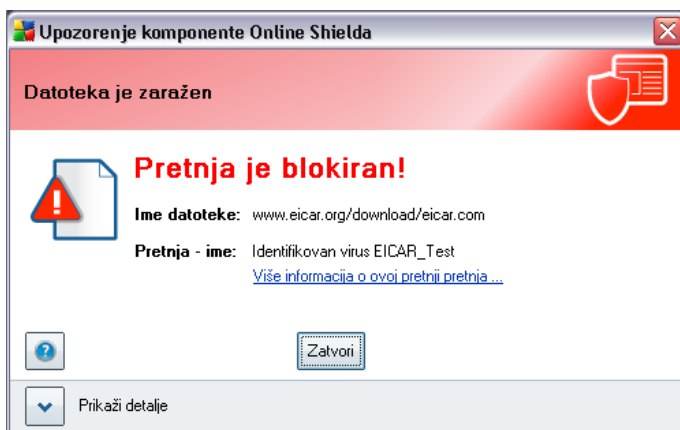 Upozorenje komponente Online Shielda
Datoteka je zaražen
Pretnja je blokiran!
Ime datoteke: www.eicar.org/download/eicar.com
Pretnja - ime: Identifikovan virus EICAR_Test
Više informacija o ovoj pretnji pretnja ...
Zatvori
Prikaži detalje